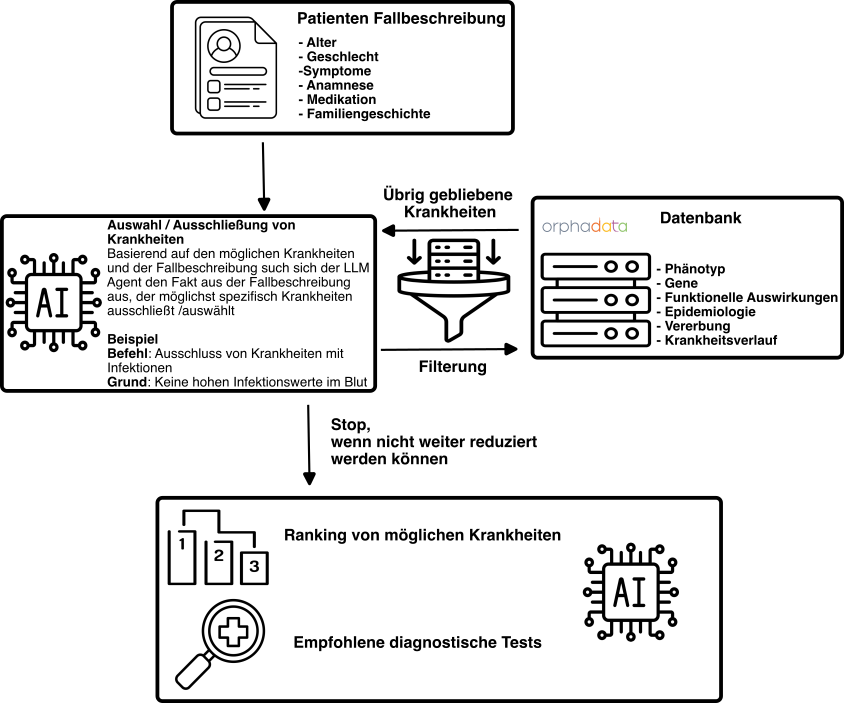 Patienten Fallbeschreibung
- Alter
- Geschlecht
-Symptome
- Anamnese
- Medikation
- Familiengeschichte
Auswahl / Ausschließung von
Krankheiten
Basierend auf den möglichen Krankheiten
und der Fallbeschreibung such sich der LLM
Agent den Fakt aus der Fallbeschreibung
aus, der möglichst spezifisch Krankheiten
ausschließt /auswählt
Beispiel
Befehl: Ausschluss von Krankheiten mit
Infektionen
Grund: Keine hohen Infektionswerte im Blut
AI
Übrig gebliebene
Krankheiten
Filterung
orphadata
Datenbank
- Phänotyp
- Gene
- Funktionelle Auswirkungen
- Epidemiologie
- Vererbung
- Krankheitsverlauf
Stop,
wenn nicht weiter reduziert
werden können
1
2
3
Ranking von möglichen Krankheiten
AI
Empfohlene diagnostische Tests